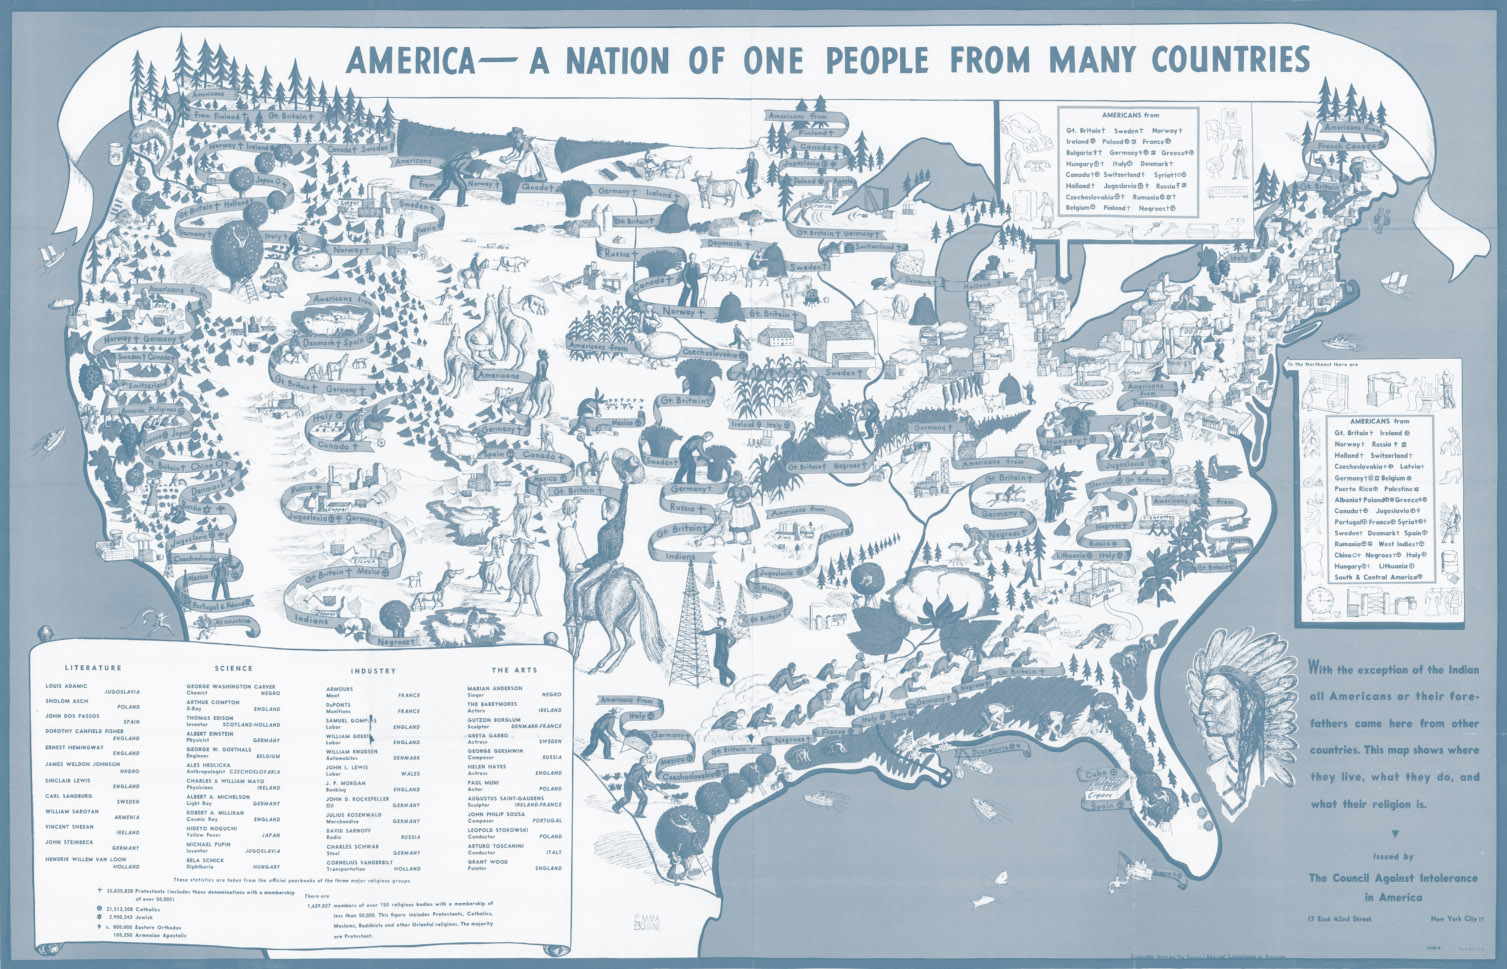 AMERICA — A NATION OF ONE PEOPLE FROM MANY COUNTRIES
AMERICANS from
Gt. Britain† Sweden† Norway†
Ireland Poland France
Bulgaria Germany Greece
Hungary Italy Denmark†
Canada Switzerland Syria
Holland† Jugoslavia Russia
Czechoslovakia Rumania
Belgium Finland† Negroes
In the Northeast there are
AMERICANS from
Gt. Britain† Ireland
Norway† Russia
Holland† Switzerland†
Czechoslovakia Latvia†
Germany Belgium
Puerto Rico Palestine
Albania Poland Greece
Canada Jugoslavia
Portugal France Syria
Sweden† Denmark† Spain
Rumania West Indies
China Negroes Italy
Hungary Lithuania
South & Central America
Americans
from Finland† Gt. Britain†
Norway† Ireland Canada† Sweden†
Japan
Gt. Britain† Holland†
Germany† Italy
Norway†
Americans
from Norway† Canada† Germany† Iceland†
Sweden†
Gt. Britain†
Russia
Denmark†
Sweden†
Canada†
Norway† Gt. Britain†
Americans from
Czechoslovakia
Sweden†
Americans from
Finland†
Canada†
Jugoslavia
Poland Russia
Gt. Britain† Germany†
Switzerland†
Denmark†
Holland†
Americans from
French Canada
Gt. Britain†
Italy
Americans from
Norway† Germany†
Sweden† Canada†
Switzerland†
Armenia Philippines
Japan
Gt. Britain† China
Denmark†
Russia
Jugoslavia
Czechoslovakia
Mexico
Portugal & Poland
All countries
Americans from
Denmark† Spain
Gt. Britain† Germany†
Italy
Canada†
Russia
Jugoslavia Germany†
Gt. Britain† Mexico
Indians
Negroes†
Americans
Germany†
Spain Canada†
Mexico
Gt. Britain†
Mexico
Gt. Britain†
Ireland Italy
Sweden†
Germany†
Russia†
Gt. Britain†
Indians
Gt. Britain† Negroes†
Germany†
Americans from
Poland
Jugoslavia
Mexico
Gt. Britain†
Americans from
Gt. Britain†
Germany†
Negroes†
Americans
from
Poland
Hungary
Jugoslavia
Steel
Gt. Britain†
Americans from
Negroes†
Russia†
Lithuania Italy
Cigarettes
Gt. Britain†
Textiles
Gt. Britain†
Negroes†
Germany†
Italy
France
Negroes†
Gt. Britain†
Americans from
Italy
Germany†
Mexico
Czechoslovakia
Jugoslavia
Cuba
Cigars
Spain
LITERATURE
LOUIS ADAMIC
JUGOSLAVIA
SHOLOM ASCH
POLAND
JOHN DOS PASSOS
SPAIN
DOROTHY CANFIELD FISHER
ENGLAND
ERNEST HEMINGWAY
ENGLAND
JAMES WELDON JOHNSON
NEGRO
SINCLAIR LEWIS
ENGLAND
CARL SANDBURG
SWEDEN
WILLIAM SAROYAN
ARMENIA
VINCENT SHEEAN
IRELAND
JOHN STEINBECK
GERMANY
HENDRIK WILLEM VAN LOON
HOLLAND
SCIENCE
GEORGE WASHINGTON CARVER
Chemist NEGRO
ARTHUR COMPTON
X-Ray ENGLAND
THOMAS EDISON
Inventor SCOTLAND-HOLLAND
ALBERT EINSTEIN
Physicist GERMANY
GEORGE W. GOETHALS
Engineer BELGIUM
ALES HRDLICKA
Anthropologist CZECHOSLOVAKIA
CHARLES & WILLIAM MAYO
Physicians IRELAND
ALBERT A. MICHELSON
Light Ray GERMANY
ROBERT A. MILLIKAN
Cosmic Ray ENGLAND
HIDEYO NOGUCHI
Yellow Fever JAPAN
MICHAEL PUPIN
Inventor JUGOSLAVIA
BELA SCHICK
Diphtheria HUNGARY
INDUSTRY
ARMOURS
Meat FRANCE
DuPONTS
Munitions FRANCE
SAMUEL GOMPERS
Labor ENGLAND
WILLIAM GREEN
Labor ENGLAND
WILLIAM KNUDSEN
Automobiles DENMARK
JOHN L. LEWIS
Labor WALES
J. P. MORGAN
Banking ENGLAND
JOHN D. ROCKEFELLER
Oil GERMANY
JULIUS ROSENWALD
Merchandise GERMANY
DAVID SARNOFF
Radio RUSSIA
CHARLES SCHWAB
Steel GERMANY
CORNELIUS VANDERBILT
Transportation HOLLAND
THE ARTS
MARIAN ANDERSON
Singer NEGRO
THE BARRYMORES
Actors IRELAND
GUTZON BORGLUM
Sculptor DENMARK-FRANCE
GRETA GARBO
Actress SWEDEN
GEORGE GERSHWIN
Composer RUSSIA
HELEN HAYES
Actress ENGLAND
PAUL MUNI
Actor POLAND
AUGUSTUS SAINT-GAUDENS
Sculptor IRELAND-FRANCE
JOHN PHILIP SOUSA
Composer PORTUGAL
LEOPOLD STOKOWSKI
Conductor POLAND
ARTURO TOSCANINI
Conductor ITALY
GRANT WOOD
Painter ENGLAND
These statistics are taken from the official yearbooks of the three major religious groups.
† 35,835,828 Protestants (includes those denominations with a membership
of over 50,000)
21,512,308 Catholics
2,900,242 Jewish
c. 800,000 Eastern Orthodox
105,250 Armenian Apostolic
There are
1,629,827 members of over 150 religious bodies with a membership of
less than 50,000. This figure includes Protestants, Catholics,
Moslems, Buddhists and other Oriental religions. The majority
are Protestant.
EMMA
BOURNE
With the exception of the Indian
all Americans or their fore-
fathers came here from other
countries. This map shows where
they live, what they do, and
what their religion is.
Issued by
The Council Against Intolerance
in America
17 East 42nd Street New York City 17